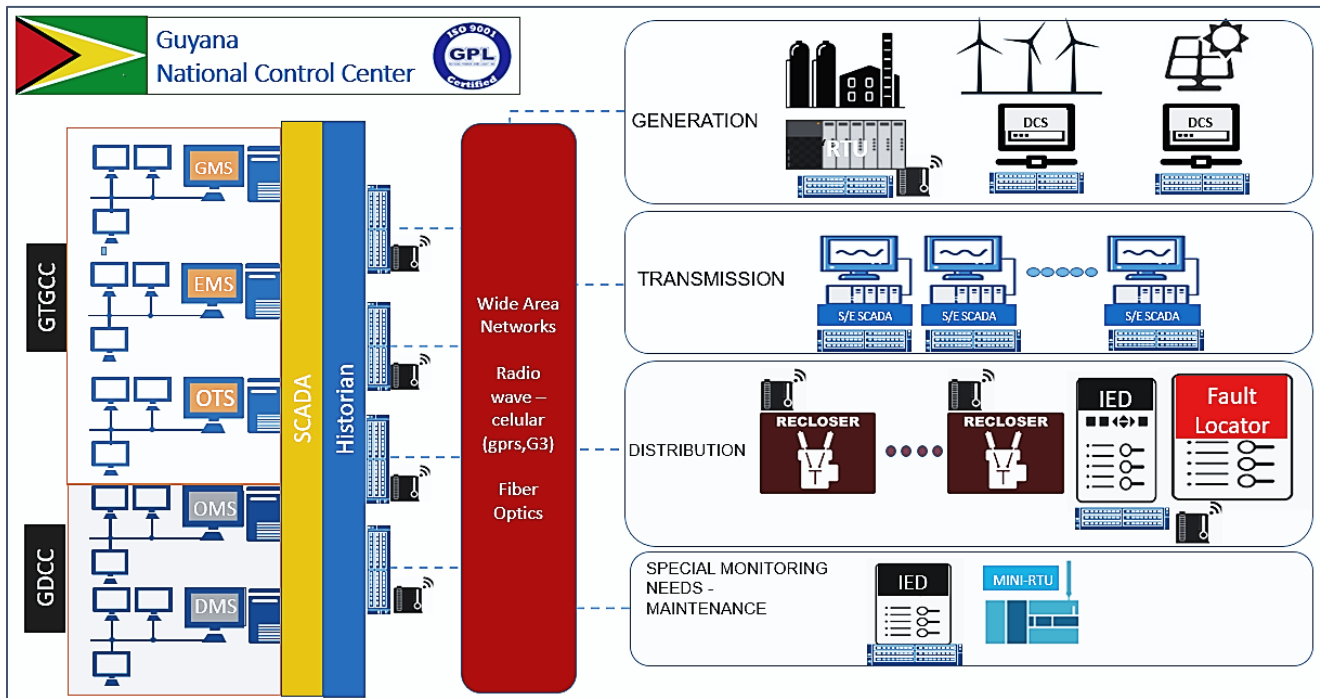 Guyana
National Control Center
ISO 9001
GPL
Certified
GTGCC
GDCC
GMS
EMS
OTS
OMS
DMS
SCADA
Historian
Wide Area
Networks
Radio
wave –
celular
(gprs,G3)
Fiber
Optics
GENERATION
RTU
DCS
DCS
TRANSMISSION
S/E SCADA
S/E SCADA
S/E SCADA
DISTRIBUTION
RECLOSER
RECLOSER
IED
Fault
Locator
SPECIAL MONITORING
NEEDS -
MAINTENANCE
IED
MINI-RTU